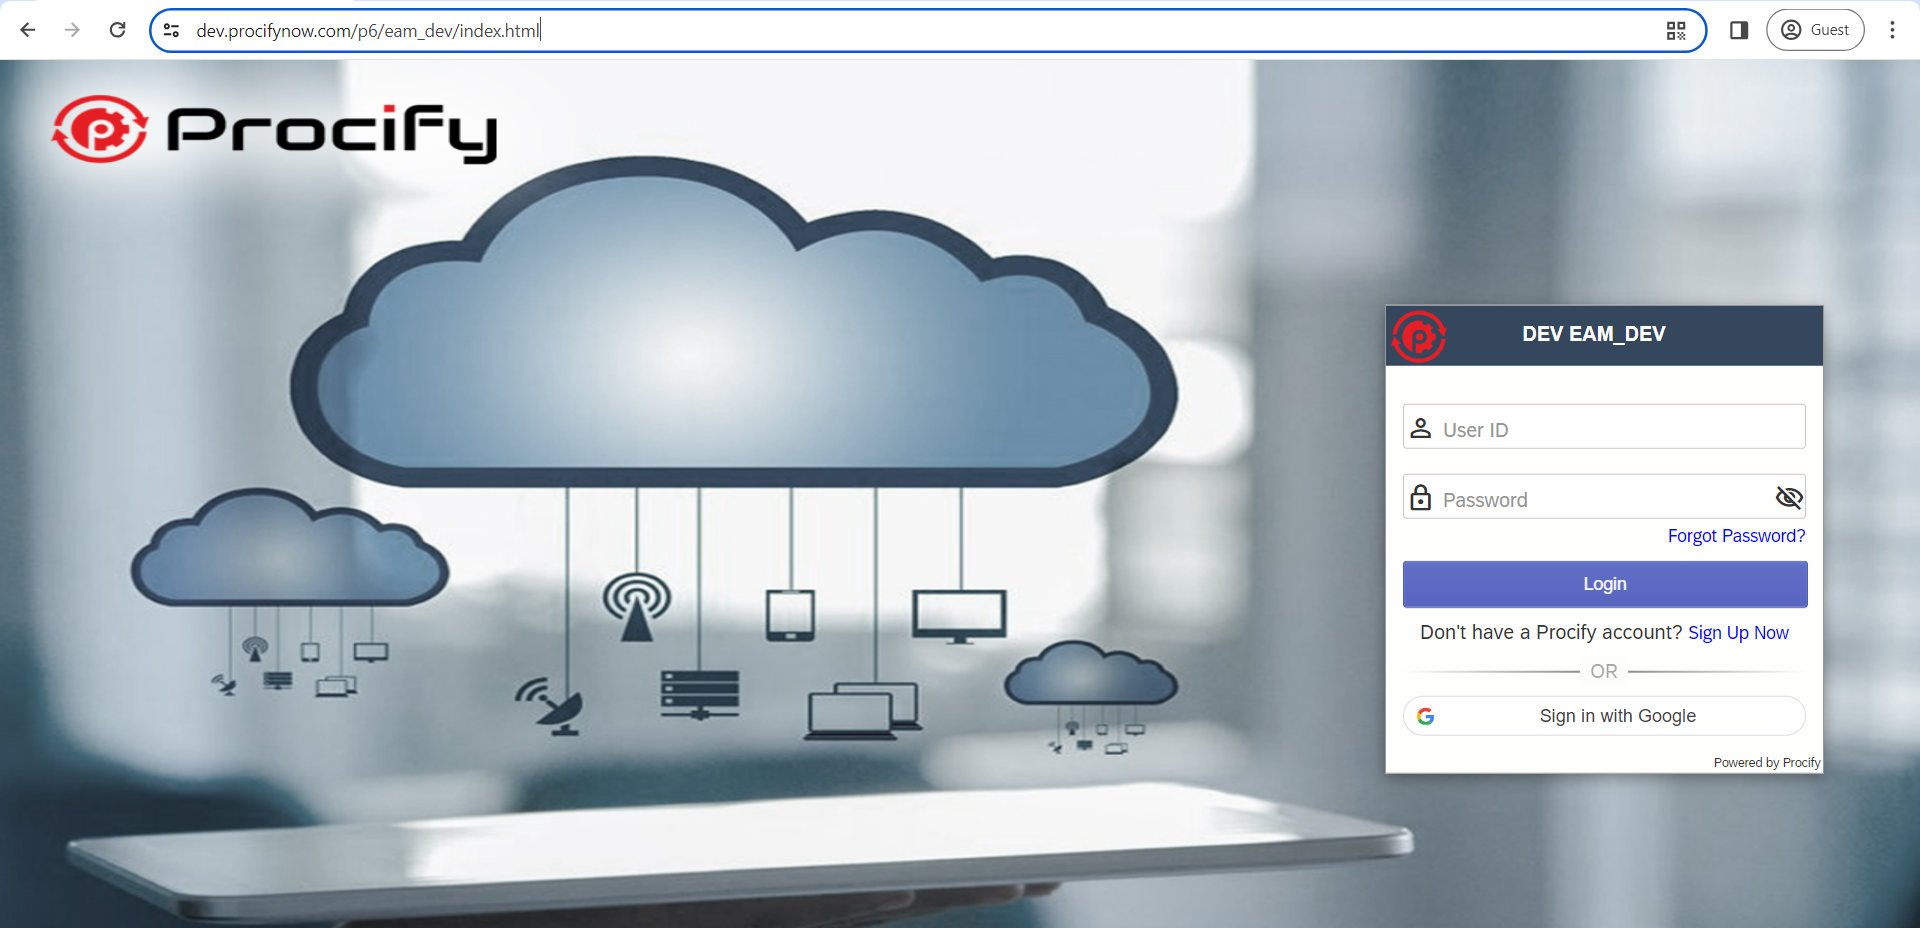 dev.procifynow.com/p6/eam_dev/index.html
Guest
Procify
DEV EAM_DEV
User ID
Password
Forgot Password?
Login
Don't have a Procify account? Sign Up Now
OR
Sign in with Google
Powered by Procify